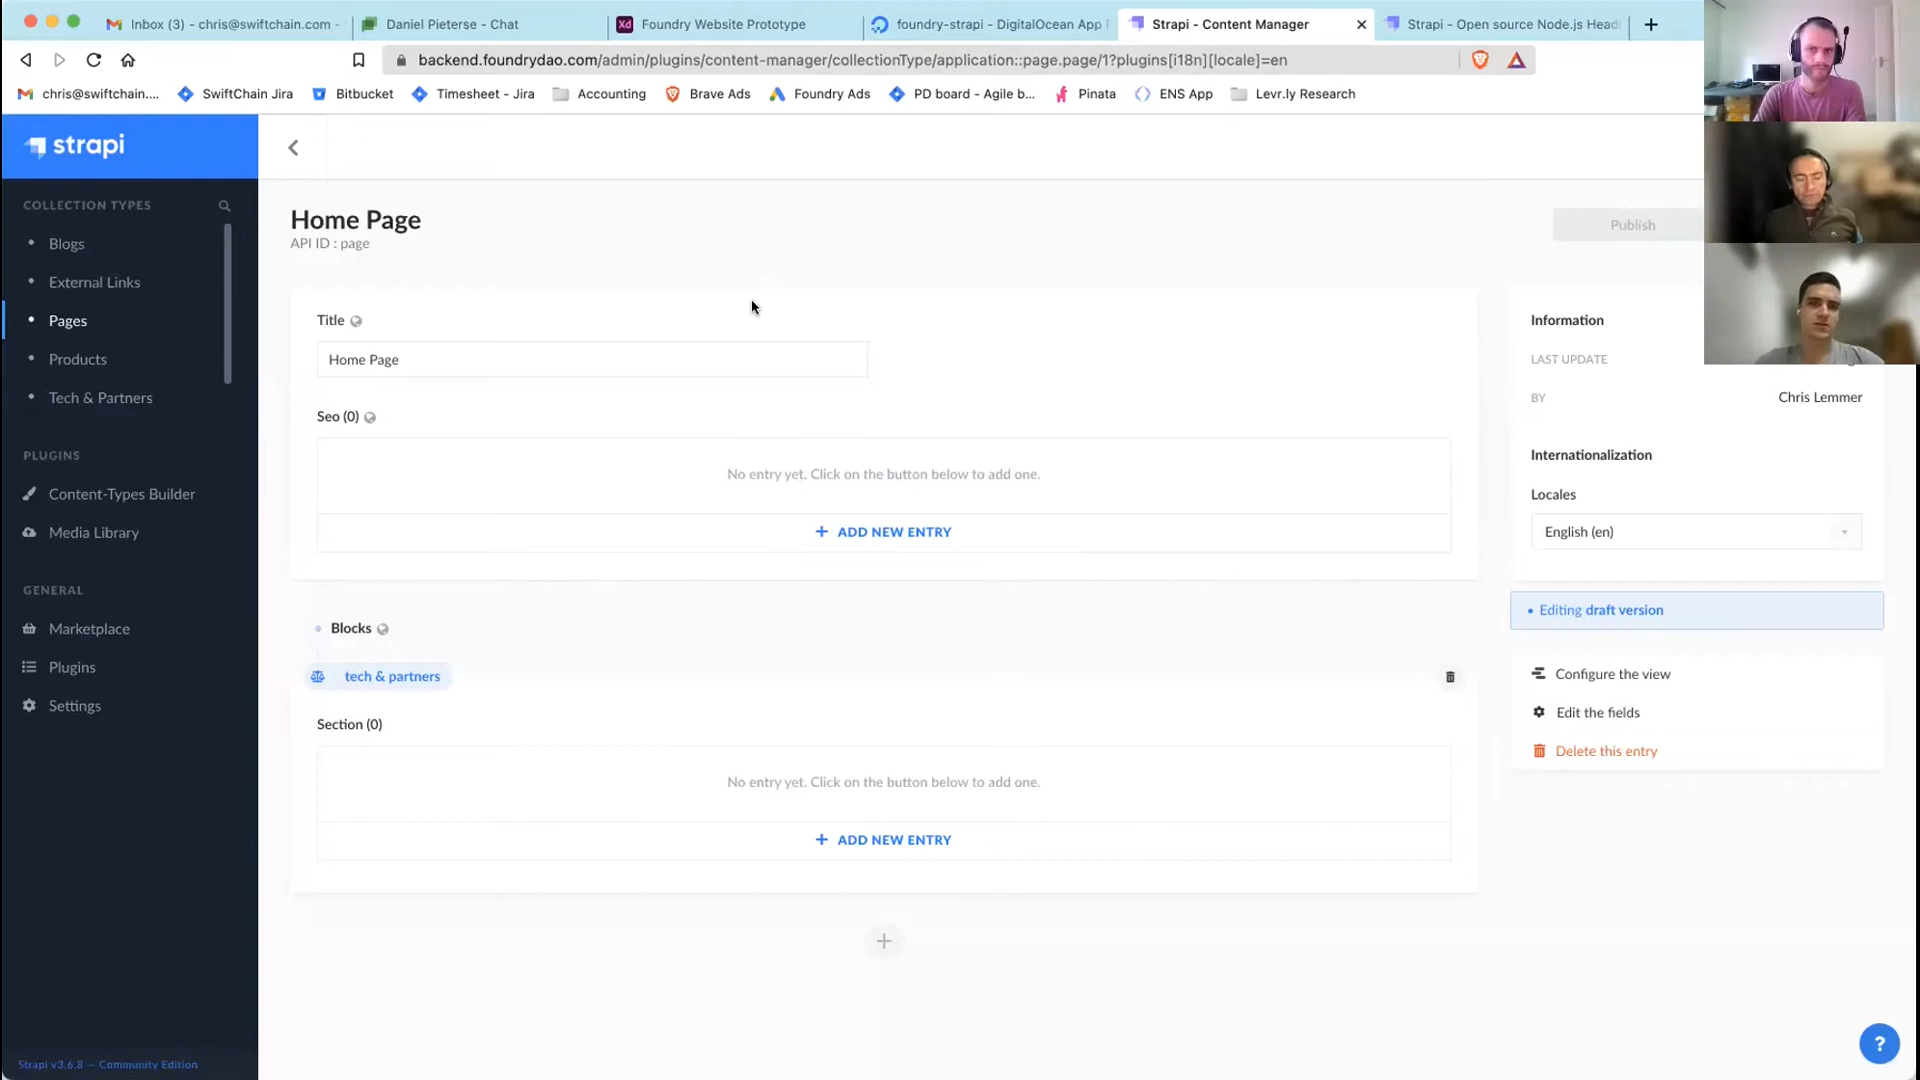 Inbox (3) - chris@swiftchain.com -
Daniel Pieterse - Chat
Foundry Website Prototype
foundry-strapi - DigitalOcean App
Strapi - Content Manager
Strapi - Open source Node.js Head
backend.foundrydao.com/admin/plugins/content-manager/collectionType/application::page.page/1?plugins[i18n][locale]=en
chris@swiftchain....
SwiftChain Jira
Bitbucket
Timesheet - Jira
Accounting
Brave Ads
Foundry Ads
PD board - Agile b...
Pinata
ENS App
Levr.ly Research
strapi
COLLECTION TYPES
Blogs
External Links
Pages
Products
Tech & Partners
PLUGINS
Content-Types Builder
Media Library
GENERAL
Marketplace
Plugins
Settings
Strapi v3.6.8 — Community Edition
Home Page
API ID : page
Publish
Title
Home Page
Seo (0)
No entry yet. Click on the button below to add one.
+ ADD NEW ENTRY
Blocks
tech & partners
Section (0)
No entry yet. Click on the button below to add one.
+ ADD NEW ENTRY
Information
LAST UPDATE
BY
Chris Lemmer
Internationalization
Locales
English (en)
Editing draft version
Configure the view
Edit the fields
Delete this entry
?